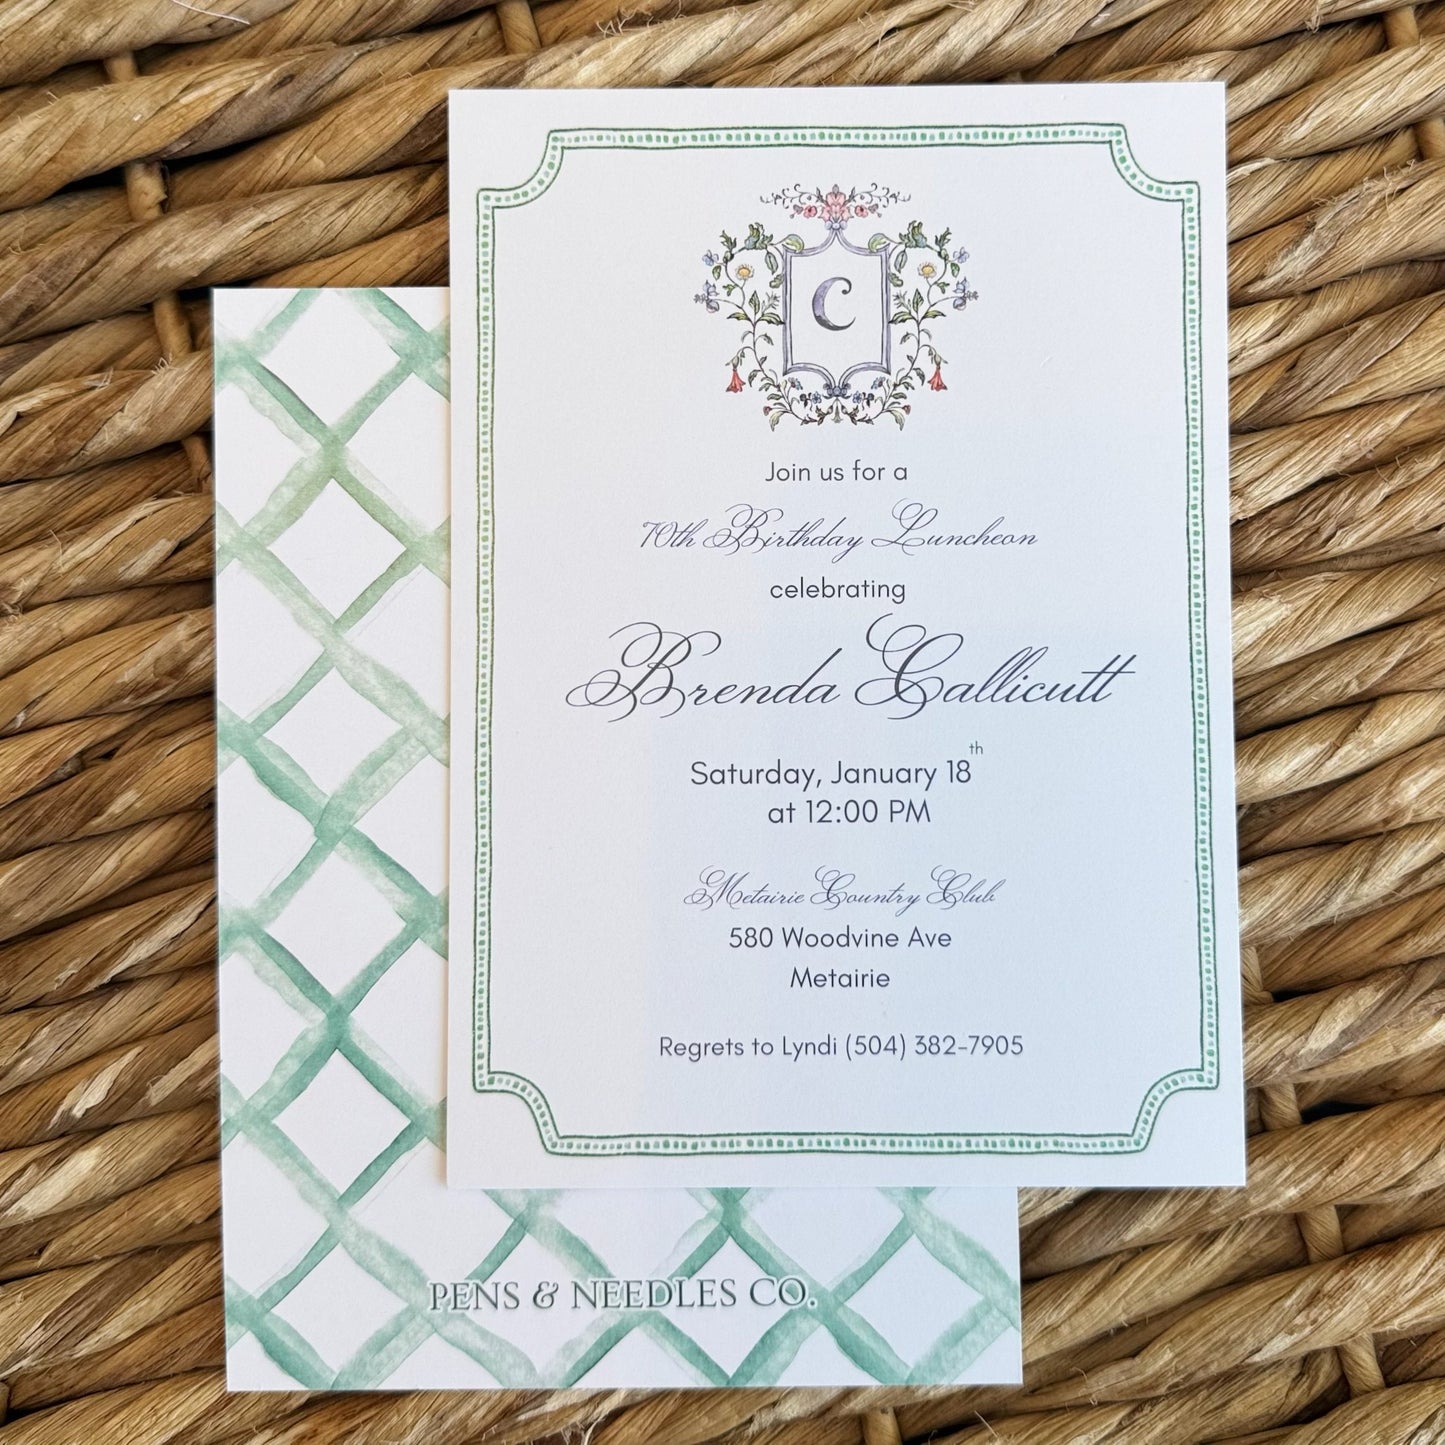 C
Join us for a
70th Birthday Luncheon
celebrating
Brenda Callicutt
Saturday, January 18th
at 12:00 PM
Metairie Country Club
580 Woodvine Ave
Metairie
Regrets to Lyndi (504) 382-7905
PENS & NEEDLES CO.